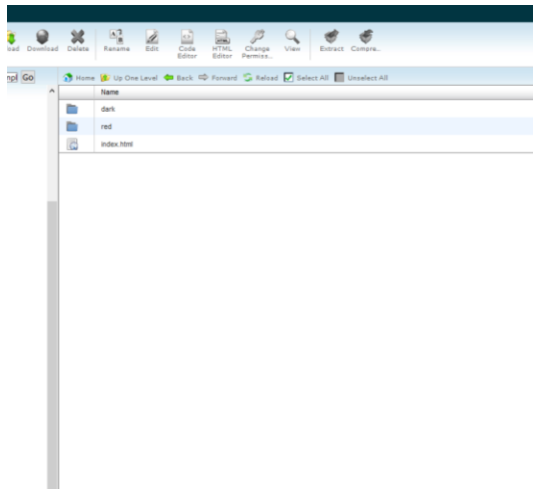 Download Delete Rename Edit Code Editor HTML Editor Change Permiss.. View Extract Compre..
Go Home Up One Level Back Forward Reload Select All Unselect All
Name
dark
red
index.html